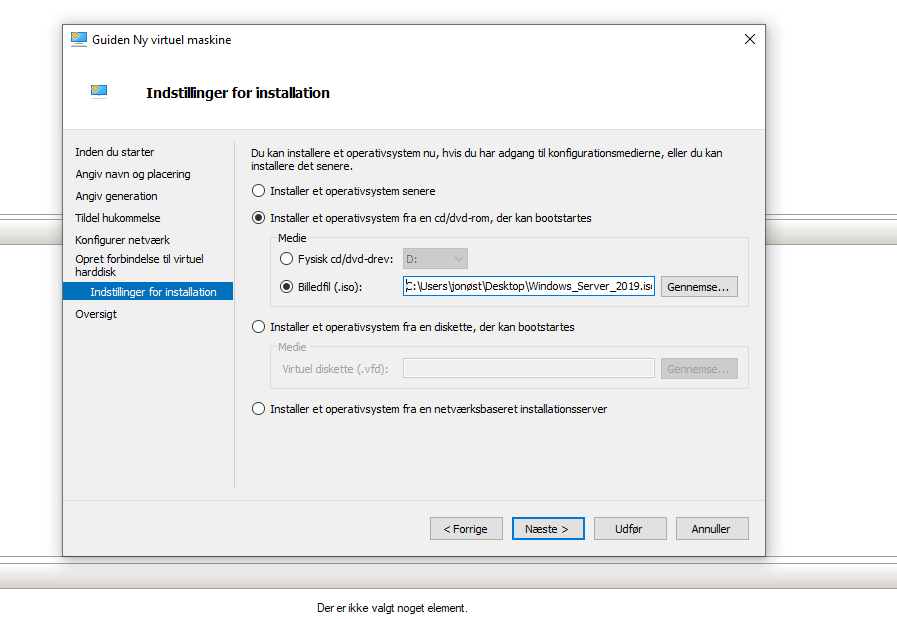 Guiden Ny virtuel maskine
Indstillinger for installation
Inden du starter
Angiv navn og placering
Angiv generation
Tildel hukommelse
Konfigurer netværk
Opret forbindelse til virtuel
harddisk
Indstillinger for installation
Oversigt
Du kan installere et operativsystem nu, hvis du har adgang til konfigurationsmedierne, eller du kan
installere det senere.
Installer et operativsystem senere
Installer et operativsystem fra en cd/dvd-rom, der kan bootstartes
Medie
Fysisk cd/dvd-drev: D:
Billedfil (.iso): C:\Users\jonøst\Desktop\Windows_Server_2019.iso Gennemse...
Installer et operativsystem fra en diskette, der kan bootstartes
Medie
Virtuel diskette (.vfd): Gennemse...
Installer et operativsystem fra en netværksbaseret installationsserver
< Forrige Næste > Udfør Annuller
Der er ikke valgt noget element.